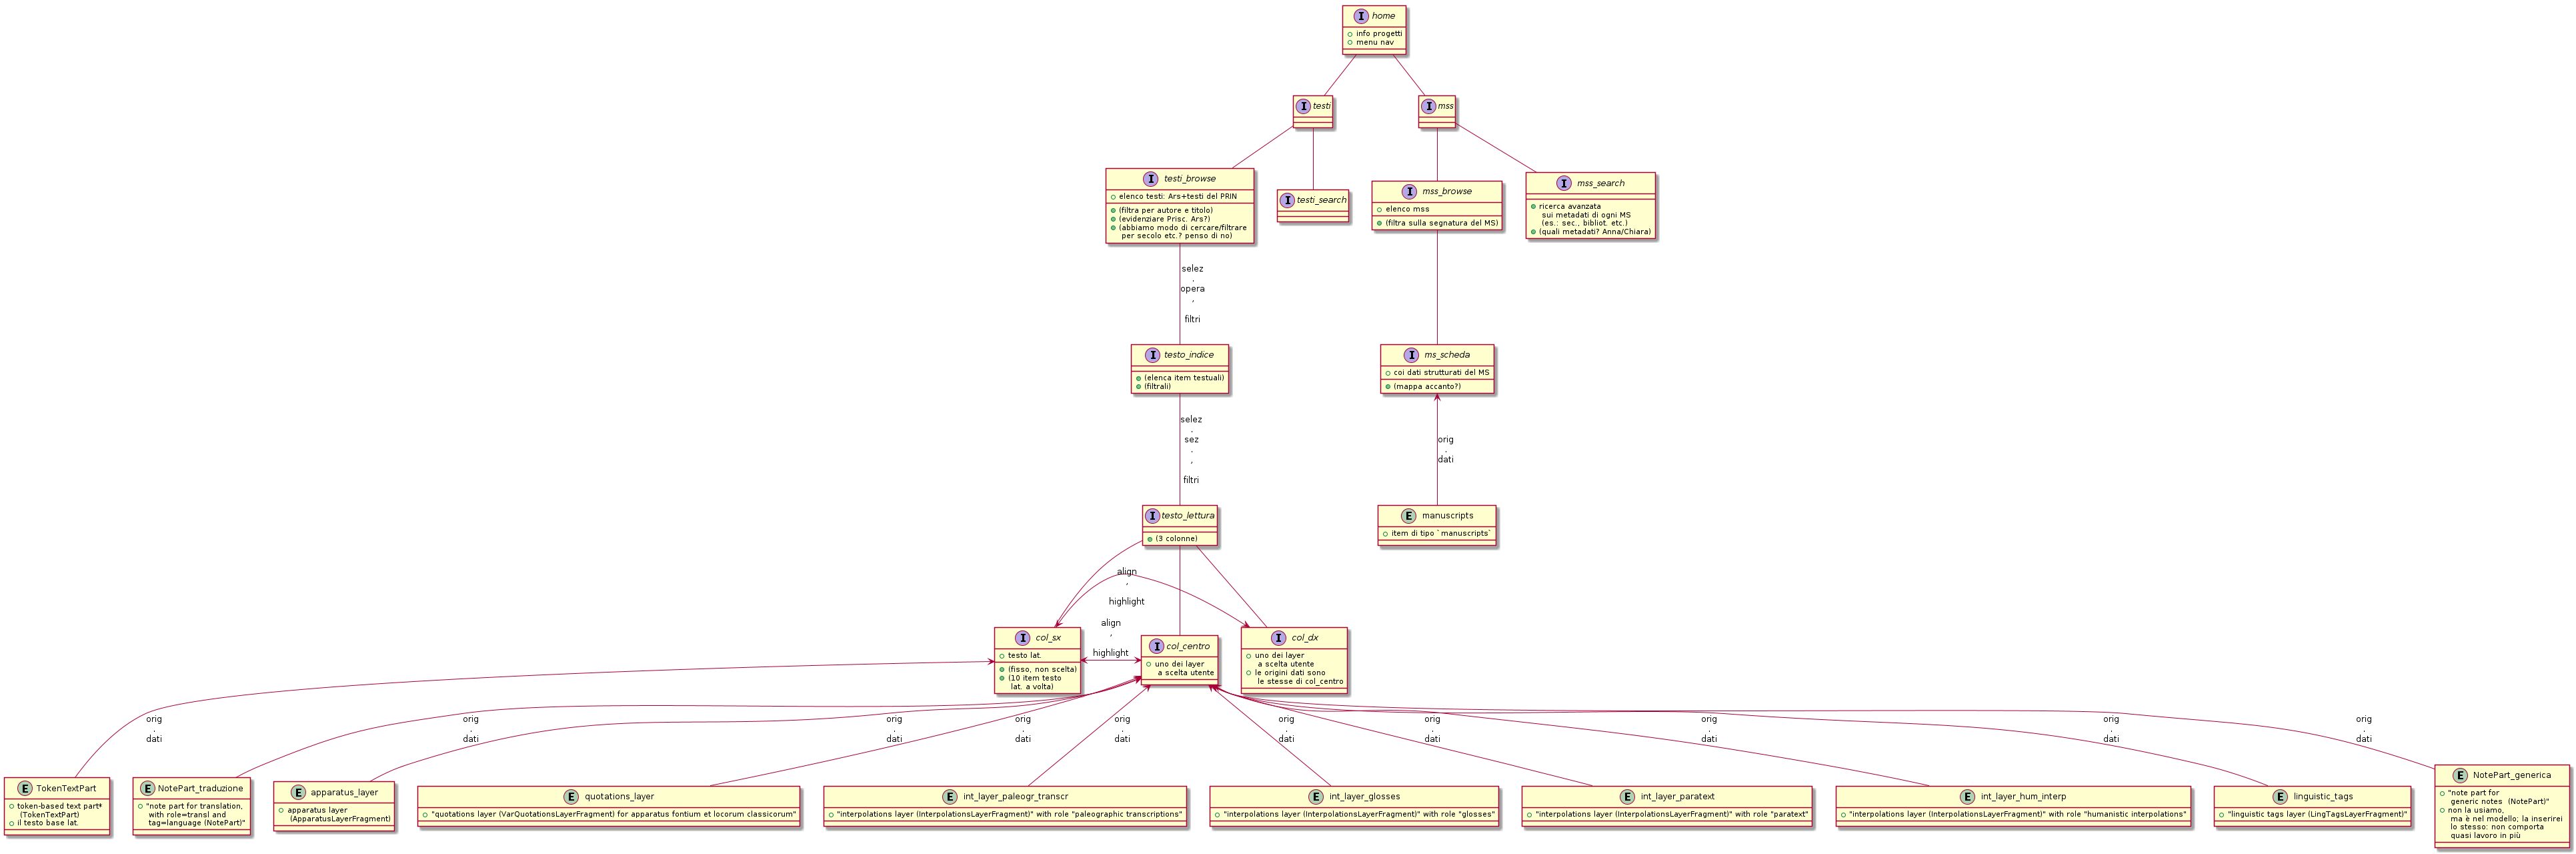 I home
info progetti
menu nav
I testi
I mss
I testi_browse
elenco testi: Ars+testi del PRIN
(filtra per autore e titolo)
(evidenziare Prisc. Ars?)
(abbiamo modo di cercare/filtrare
per secolo etc.? penso di no)
I testi_search
I mss_browse
elenco mss
(filtra sulla segnatura del MS)
I mss_search
ricerca avanzata
sui metadati di ogni MS
(es.: sec., bibliot. etc.)
(quali metadati? Anna/Chiara)
selez
.
opera
,
filtri
I testo_indice
(elenca item testuali)
(filtrali)
I ms_scheda
coi dati strutturati del MS
(mappa accanto?)
selez
.
sez
.
,
filtri
orig
.
dati
I testo_lettura
(3 colonne)
E manuscripts
item di tipo `manuscripts`
align
,
highlight
align
,
highlight
I col_sx
testo lat.
(fisso, non scelta)
(10 item testo
lat. a volta)
I col_centro
uno dei layer
a scelta utente
I col_dx
uno dei layer
a scelta utente
le origini dati sono
le stesse di col_centro
orig
.
dati
orig
.
dati
orig
.
dati
orig
.
dati
orig
.
dati
orig
.
dati
orig
.
dati
orig
.
dati
orig
.
dati
orig
.
dati
E TokenTextPart
token-based text part*
(TokenTextPart)
il testo base lat.
E NotePart_traduzione
"note part for translation,
with role=transl and
tag=language (NotePart)"
E apparatus_layer
apparatus layer
(ApparatusLayerFragment)
E quotations_layer
"quotations layer (VarQuotationsLayerFragment) for apparatus fontium et locorum classicorum"
E int_layer_paleogr_transcr
"interpolations layer (InterpolationsLayerFragment)" with role "paleographic transcriptions"
E int_layer_glosses
"interpolations layer (InterpolationsLayerFragment)" with role "glosses"
E int_layer_paratext
"interpolations layer (InterpolationsLayerFragment)" with role "paratext"
E int_layer_hum_interp
"interpolations layer (InterpolationsLayerFragment)" with role "humanistic interpolations"
E linguistic_tags
"linguistic tags layer (LingTagsLayerFragment)"
E NotePart_generica
"note part for
generic notes (NotePart)"
non la usiamo,
ma è nel modello; la inserirei
lo stesso: non comporta
quasi lavoro in più